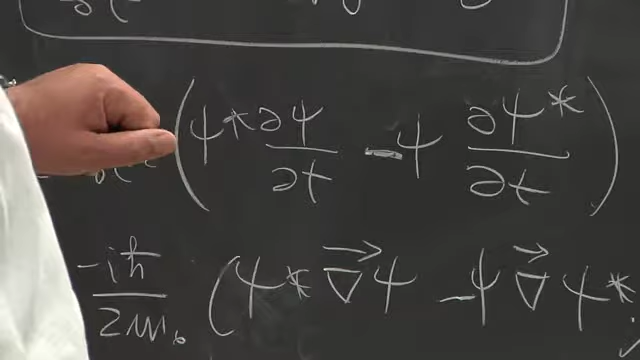 (ψ* ∂ψ/∂t - ψ ∂ψ*/∂t)
-iħ/2m₀ (ψ* ∇⃗ψ - ψ ∇⃗ψ*